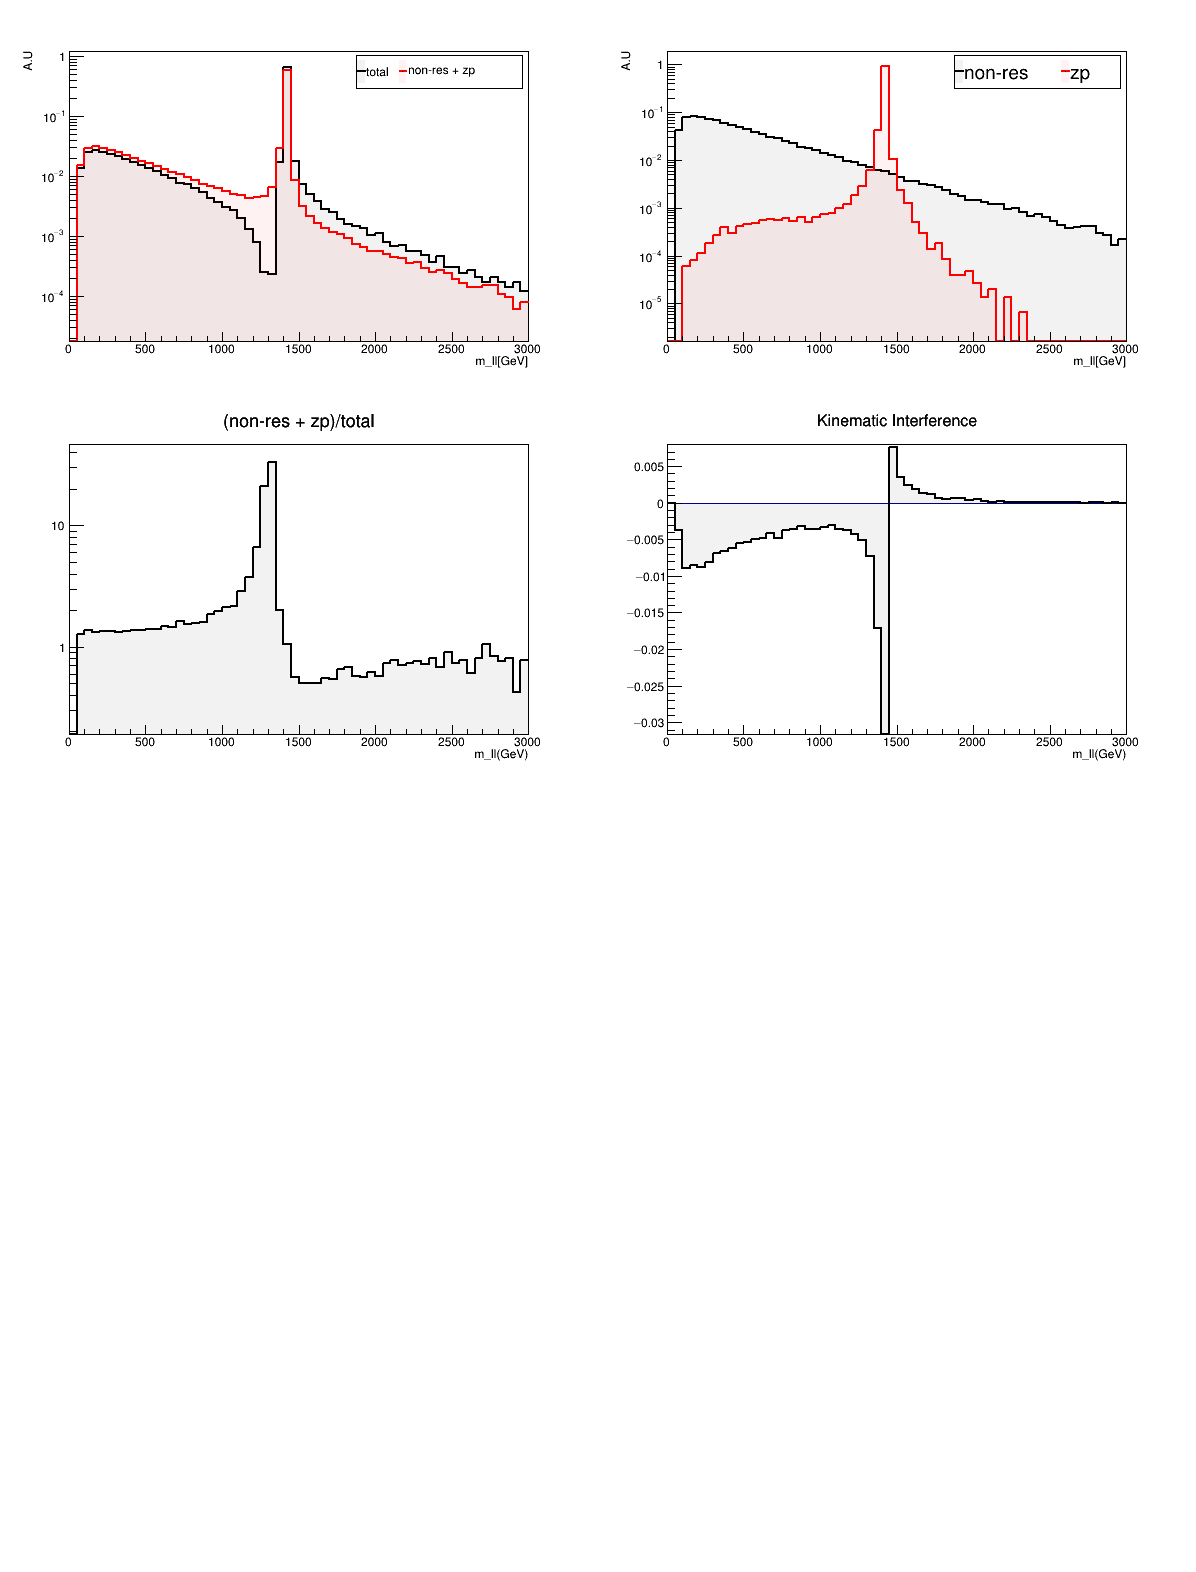 A.U
1
10⁻¹
10⁻²
10⁻³
10⁻⁴
total
non-res + zp
0 500 1000 1500 2000 2500 3000
m_ll[GeV]
A.U
1
10⁻¹
10⁻²
10⁻³
10⁻⁴
10⁻⁵
non-res
zp
0 500 1000 1500 2000 2500 3000
m_ll[GeV]
(non-res + zp)/total
10
1
0 500 1000 1500 2000 2500 3000
m_ll(GeV)
Kinematic Interference
0.005
0
−0.005
−0.01
−0.015
−0.02
−0.025
−0.03
0 500 1000 1500 2000 2500 3000
m_ll(GeV)